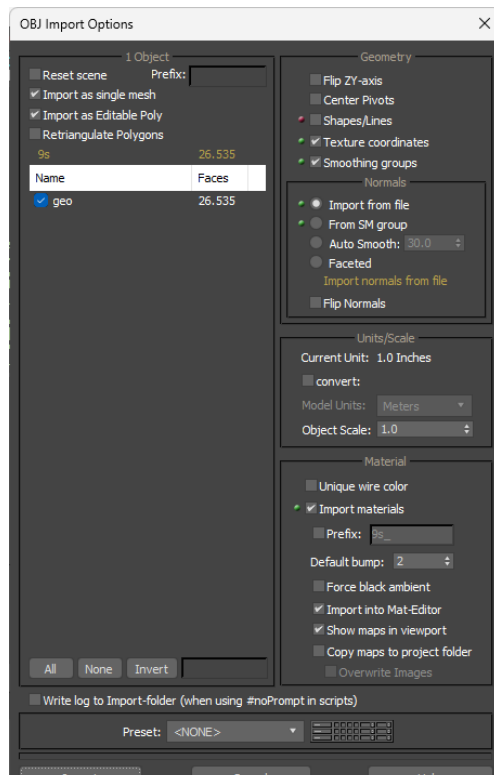 OBJ Import Options
1 Object
Reset scene Prefix:
Import as single mesh
Import as Editable Poly
Retriangulate Polygons
9s 26.535
Name Faces
geo 26.535
All None Invert
Geometry
Flip ZY-axis
Center Pivots
Shapes/Lines
Texture coordinates
Smoothing groups
Normals
Import from file
From SM group
Auto Smooth: 30.0
Faceted
Import normals from file
Flip Normals
Units/Scale
Current Unit: 1.0 Inches
convert:
Model Units: Meters
Object Scale: 1.0
Material
Unique wire color
Import materials
Prefix: 9s_
Default bump: 2
Force black ambient
Import into Mat-Editor
Show maps in viewport
Copy maps to project folder
Overwrite Images
Write log to Import-folder (when using #noPrompt in scripts)
Preset: <NONE>